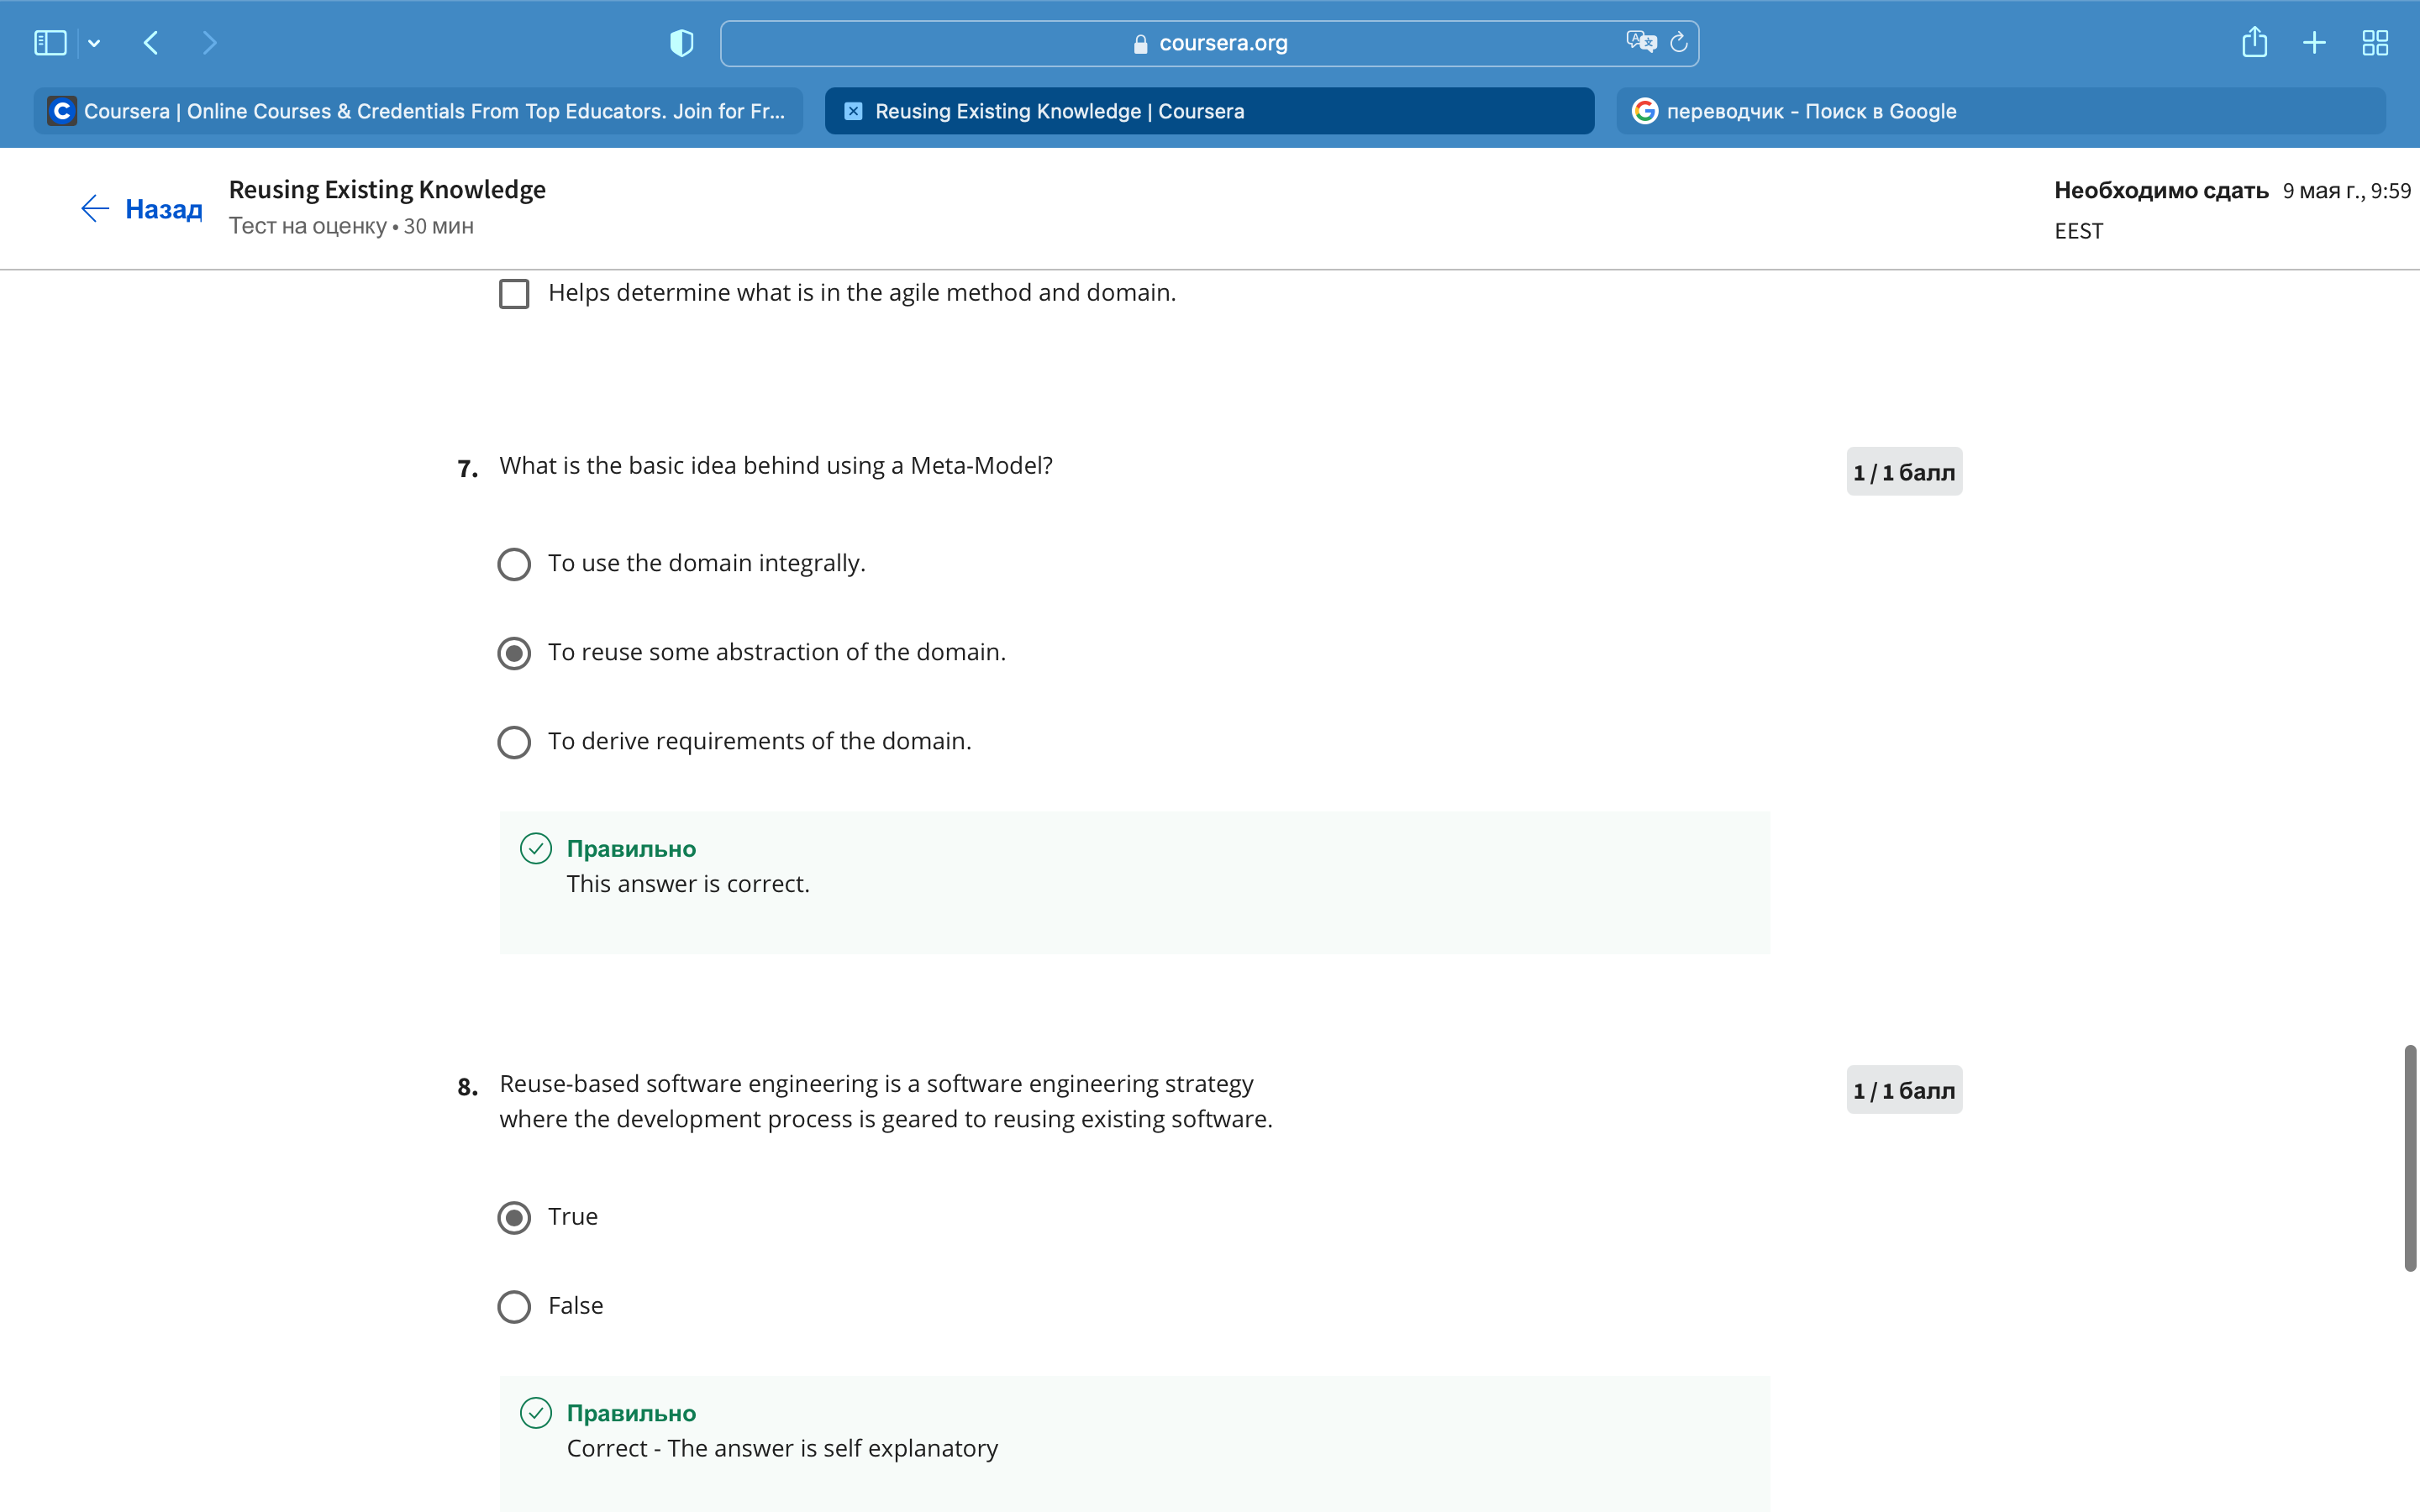 coursera.org
Coursera | Online Courses & Credentials From Top Educators. Join for Fr...
Reusing Existing Knowledge | Coursera
переводчик - Поиск в Google
Назад
Reusing Existing Knowledge
Тест на оценку • 30 мин
Необходимо сдать 9 мая г., 9:59
EEST
Helps determine what is in the agile method and domain.
7. What is the basic idea behind using a Meta-Model?
1 / 1 балл
To use the domain integrally.
To reuse some abstraction of the domain.
To derive requirements of the domain.
Правильно
This answer is correct.
8. Reuse-based software engineering is a software engineering strategy
where the development process is geared to reusing existing software.
1 / 1 балл
True
False
Правильно
Correct - The answer is self explanatory